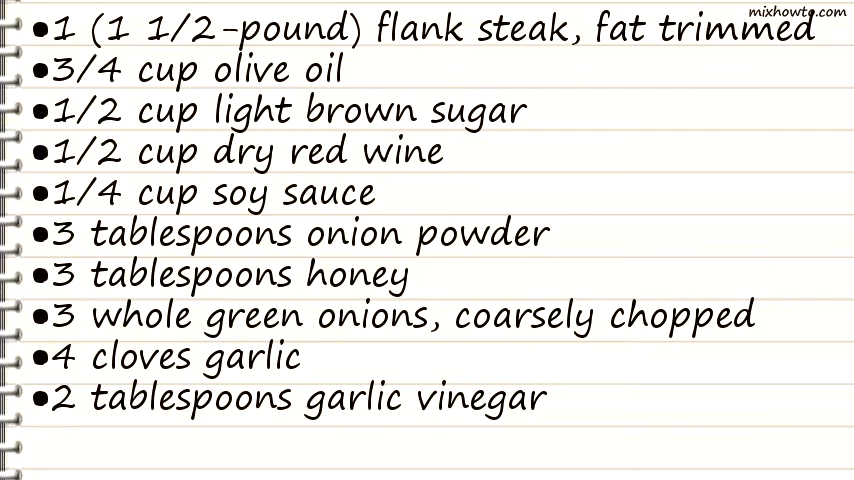 mixhowto.com
•1 (1 1/2-pound) flank steak, fat trimmed
•3/4 cup olive oil
•1/2 cup light brown sugar
•1/2 cup dry red wine
•1/4 cup soy sauce
•3 tablespoons onion powder
•3 tablespoons honey
•3 whole green onions, coarsely chopped
•4 cloves garlic
•2 tablespoons garlic vinegar